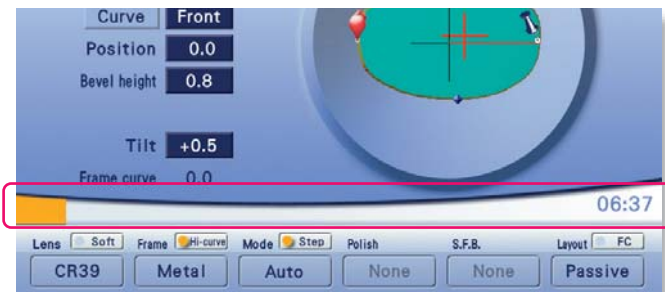 Curve Front
Position 0.0
Bevel height 0.8
Tilt +0.5
Frame curve 0.0
06:37
Lens Soft Frame Hi-curve Mode Step Polish S.F.B. Layout FC
CR39 Metal Auto None None Passive